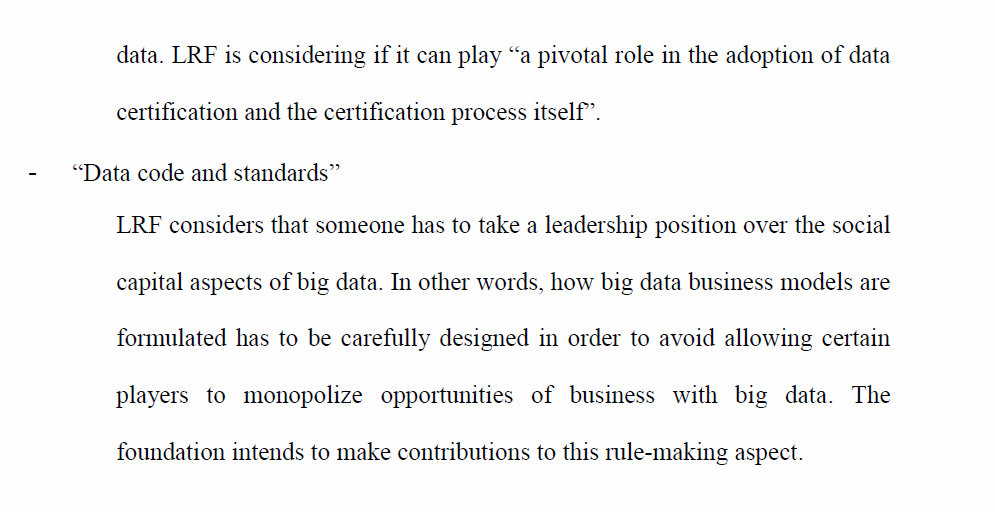 data. LRF is considering if it can play “a pivotal role in the adoption of data
certification and the certification process itself”.
- “Data code and standards”
LRF considers that someone has to take a leadership position over the social
capital aspects of big data. In other words, how big data business models are
formulated has to be carefully designed in order to avoid allowing certain
players to monopolize opportunities of business with big data. The
foundation intends to make contributions to this rule-making aspect.